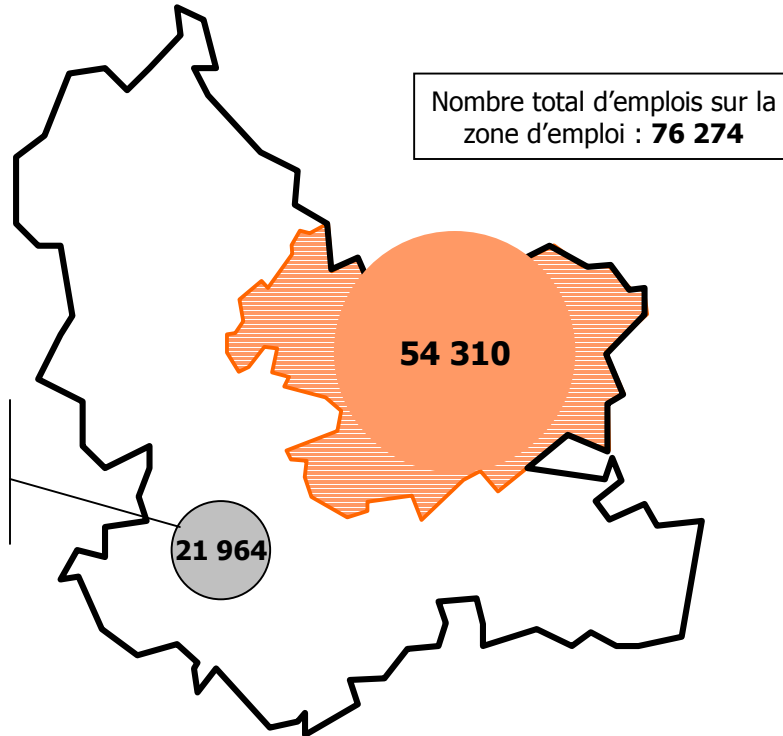 Nombre total d’emplois sur la
zone d’emploi : 76 274
54 310
21 964